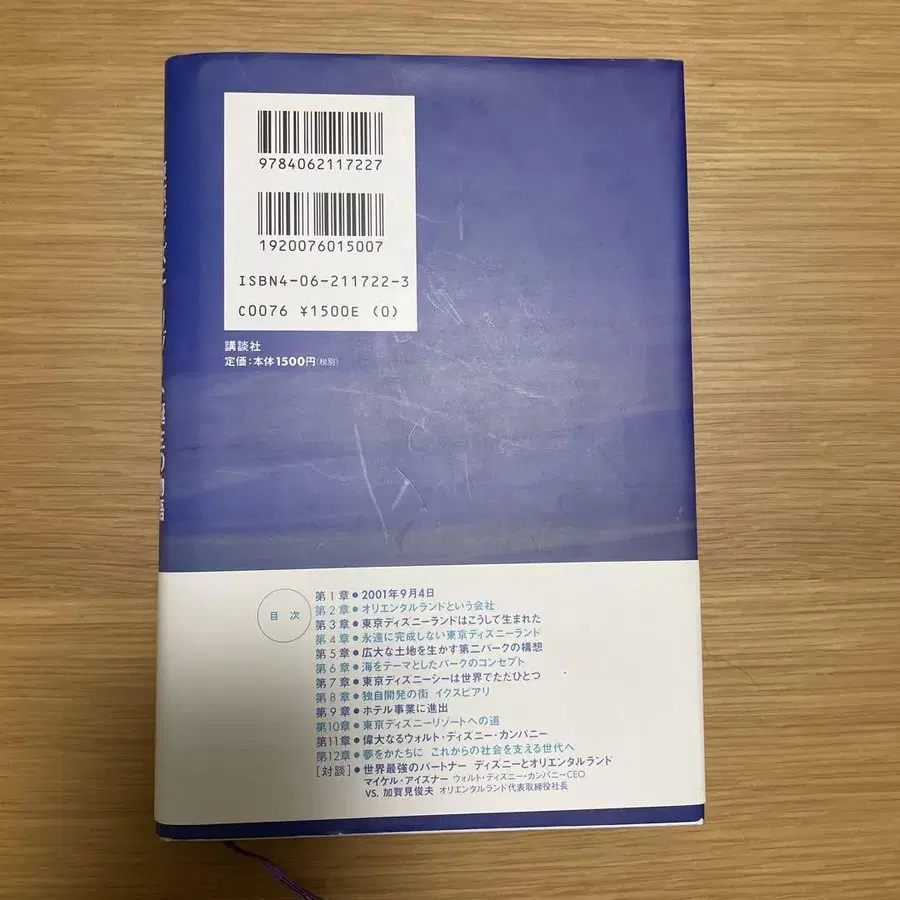 9784062117227
1920076015007
ISBN4-06-211722-3
C0076 ¥1500E (0)
講談社
定価：本体1500円（税別）
目次
第1章●2001年9月4日
第2章●オリエンタルランドという会社
第3章●東京ディズニーランドはこうして生まれた
第4章●永遠に完成しない東京ディズニーランド
第5章●広大な土地を生かす第二パークの構想
第6章●海をテーマとしたパークのコンセプト
第7章●東京ディズニーシーは世界でただひとつ
第8章●独自開発の街 イクスピアリ
第9章●ホテル事業に進出
第10章●東京ディズニーリゾートへの道
第11章●偉大なるウォルト・ディズニー・カンパニー
第12章●夢をかたちに これからの社会を支える世代へ
[対談]●世界最強のパートナー ディズニーとオリエンタルランド
マイケル・アイズナー ウォルト・ディズニー・カンパニーCEO
VS. 加賀見俊夫 オリエンタルランド代表取締役社長